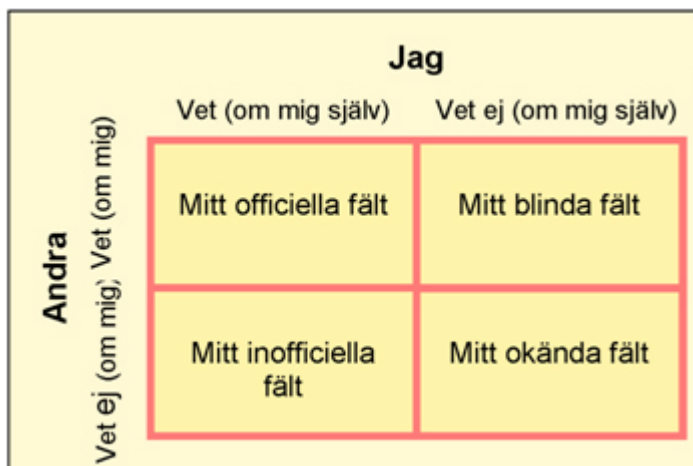 Jag
Vet (om mig själv) Vet ej (om mig själv)
Andra
Vet (om mig)
Mitt officiella fält
Mitt blinda fält
Vet ej (om mig)
Mitt inofficiella
fält
Mitt okända fält